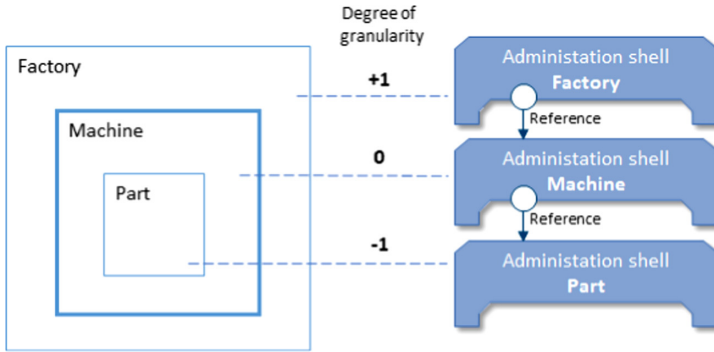 Degree of
granularity
Factory
+1
Administation shell
Factory
Reference
Machine
0
Administation shell
Machine
Part
Reference
-1
Administation shell
Part